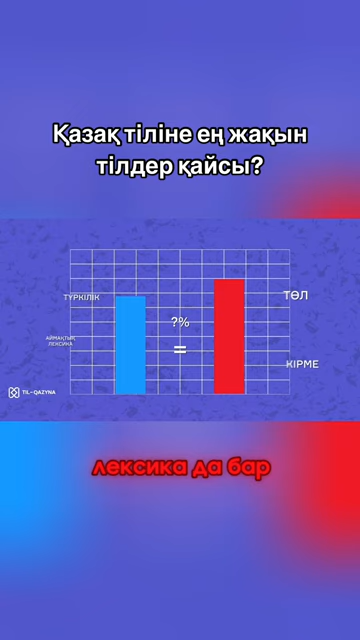 Қазақ тіліне ең жақын
тілдер қайсы?
ТҮРКІЛІК
?%
ТӨЛ
АЙМАҚТЫҚ
ЛЕКСИКА
=
КІРМЕ
TIL-QAZYNA
лексика да бар